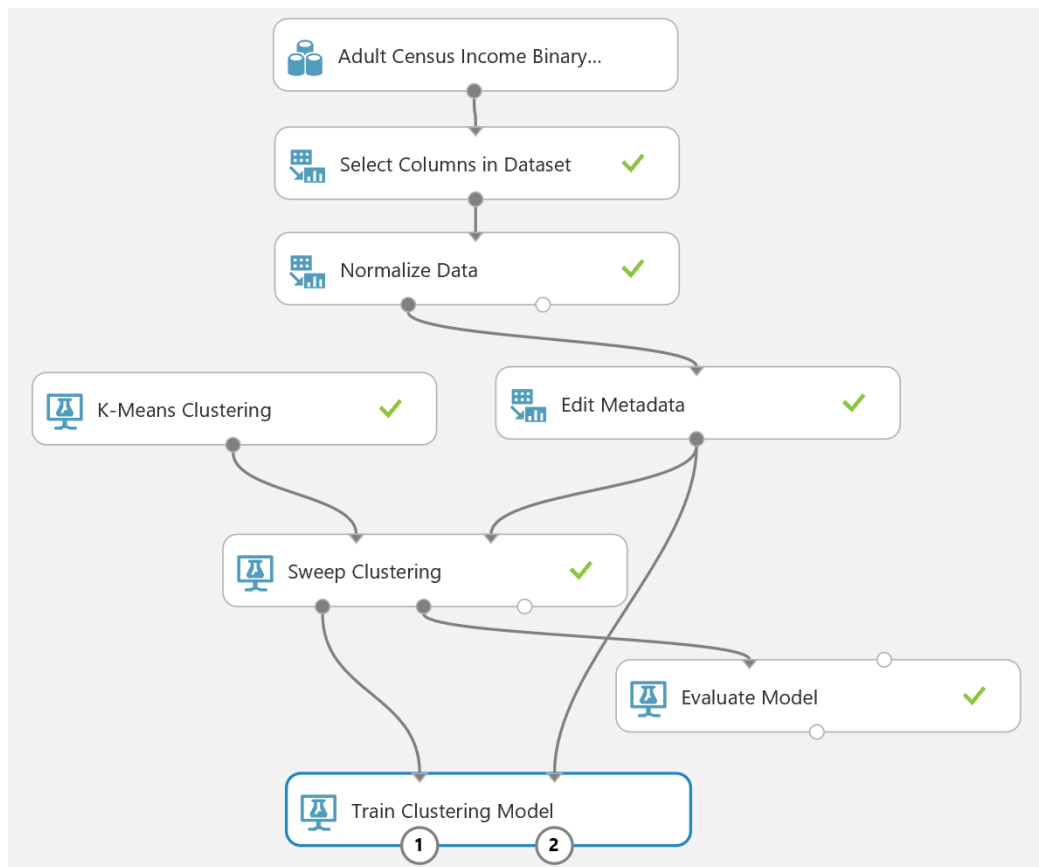 Adult Census Income Binary...
Select Columns in Dataset
Normalize Data
K-Means Clustering
Edit Metadata
Sweep Clustering
Evaluate Model
Train Clustering Model
1 2